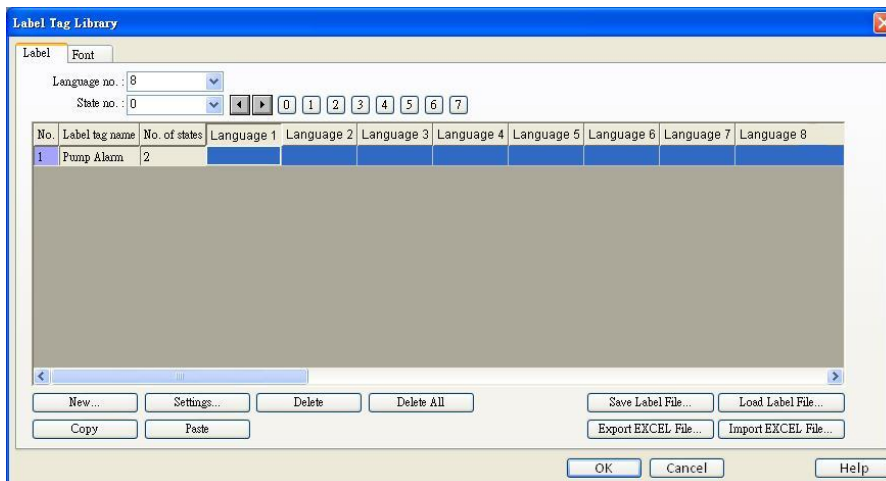 Label Tag Library
Label Font
Language no. : 8
State no. : 0 0 1 2 3 4 5 6 7
No. Label tag name No. of states Language 1 Language 2 Language 3 Language 4 Language 5 Language 6 Language 7 Language 8
1 Pump Alarm 2
New... Settings... Delete Delete All Save Label File... Load Label File...
Copy Paste Export EXCEL File... Import EXCEL File...
OK Cancel Help